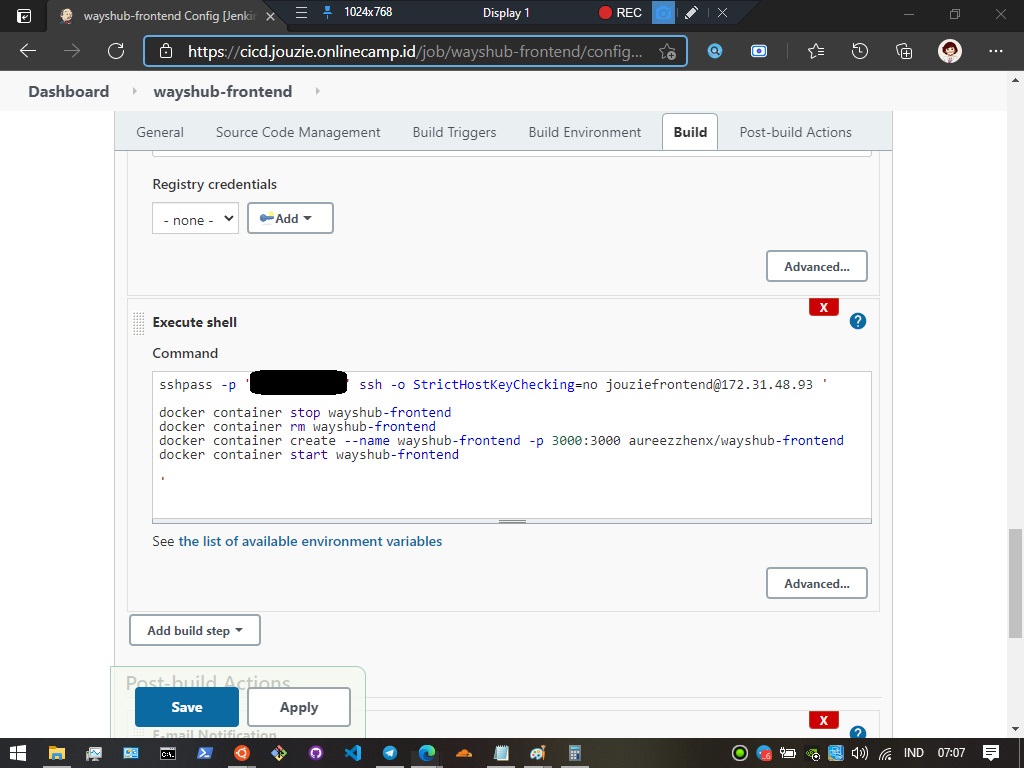 wayshub-frontend Config [Jenki
1024x768
Display 1
REC
https://cicd.jouzie.onlinecamp.id/job/wayshub-frontend/config...
Dashboard
wayshub-frontend
General
Source Code Management
Build Triggers
Build Environment
Build
Post-build Actions
Registry credentials
- none -
Add
Advanced...
X
Execute shell
?
Command
sshpass -p ' ' ssh -o StrictHostKeyChecking=no jouziefrontend@172.31.48.93 '
docker container stop wayshub-frontend
docker container rm wayshub-frontend
docker container create --name wayshub-frontend -p 3000:3000 aureezzhenx/wayshub-frontend
docker container start wayshub-frontend
'
See the list of available environment variables
Advanced...
Add build step
Post-build Actions
Save
Apply
X
E-mail Notification
?
IND
07:07